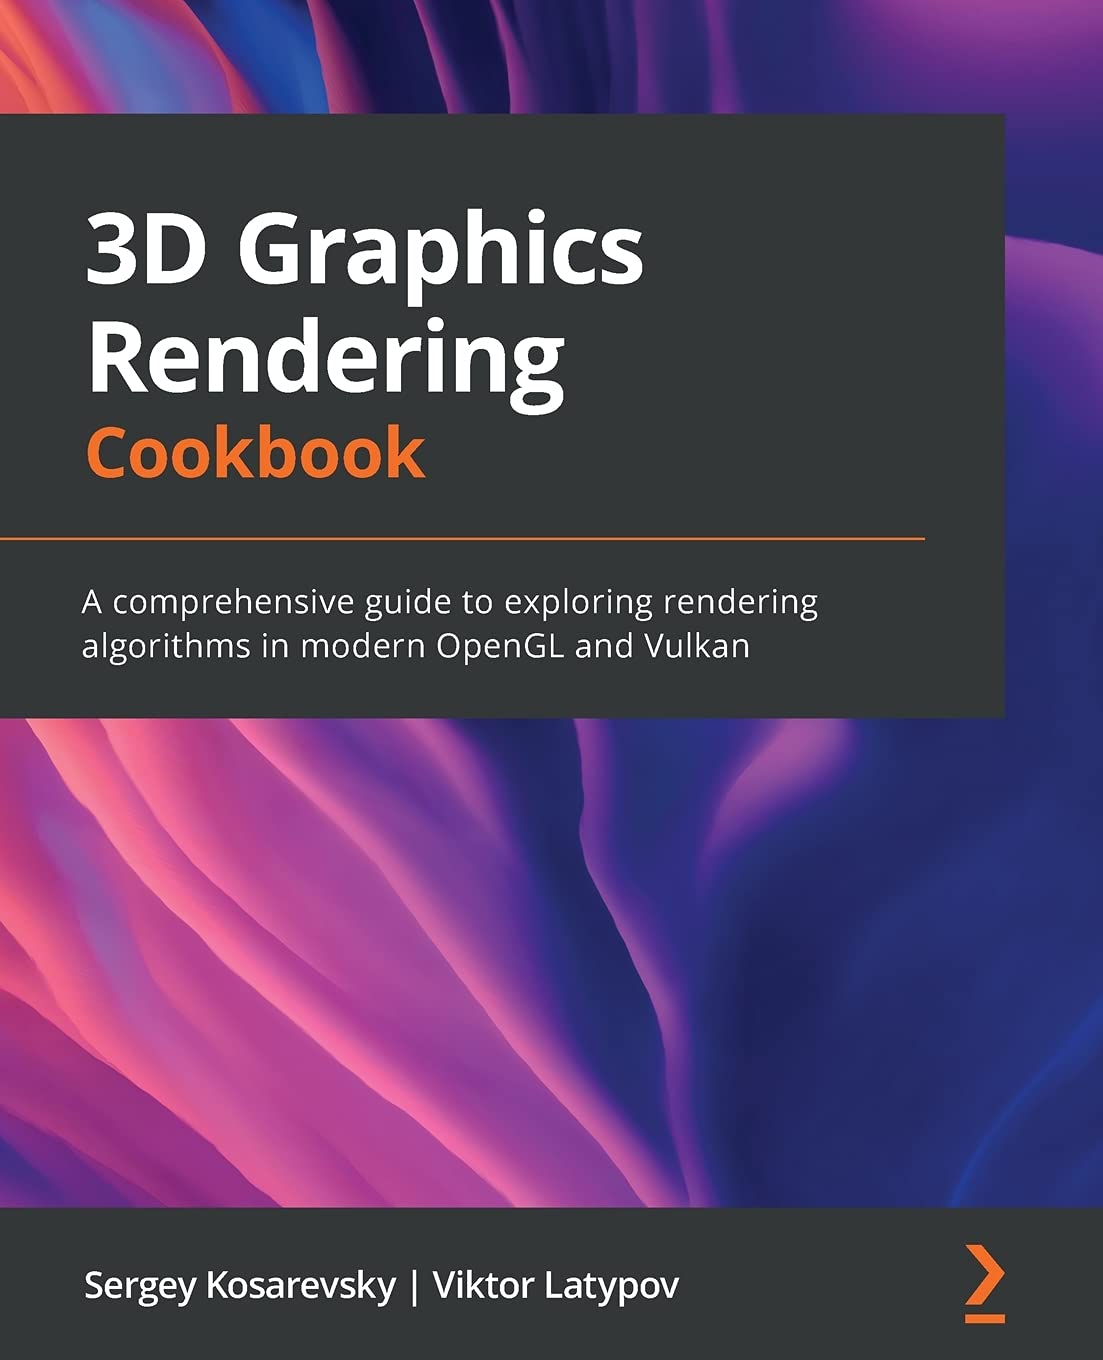 3D Graphics
Rendering
Cookbook
A comprehensive guide to exploring rendering
algorithms in modern OpenGL and Vulkan
Sergey Kosarevsky | Viktor Latypov